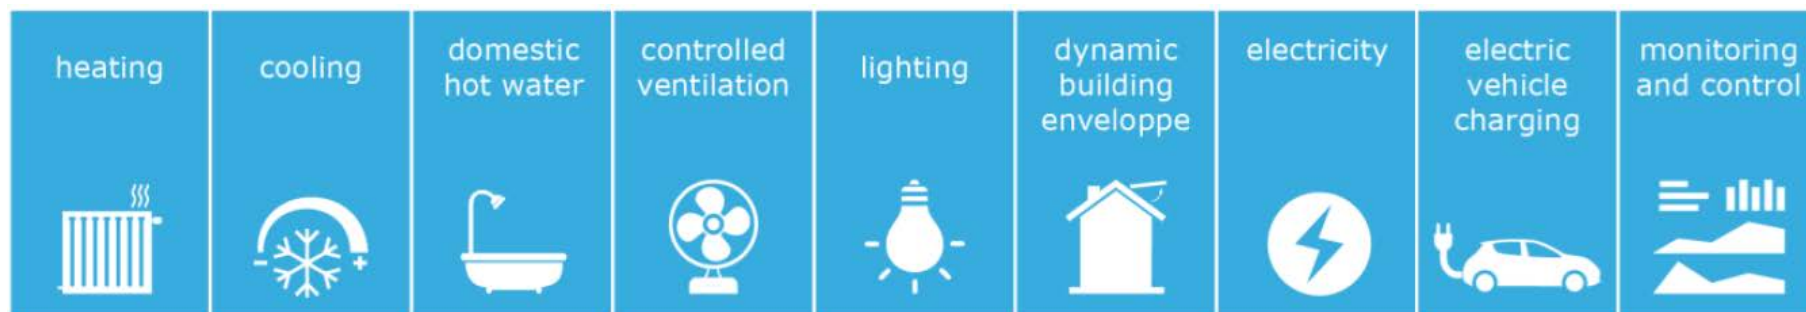 heating
cooling
domestic
hot water
controlled
ventilation
lighting
dynamic
building
enveloppe
electricity
electric
vehicle
charging
monitoring
and control